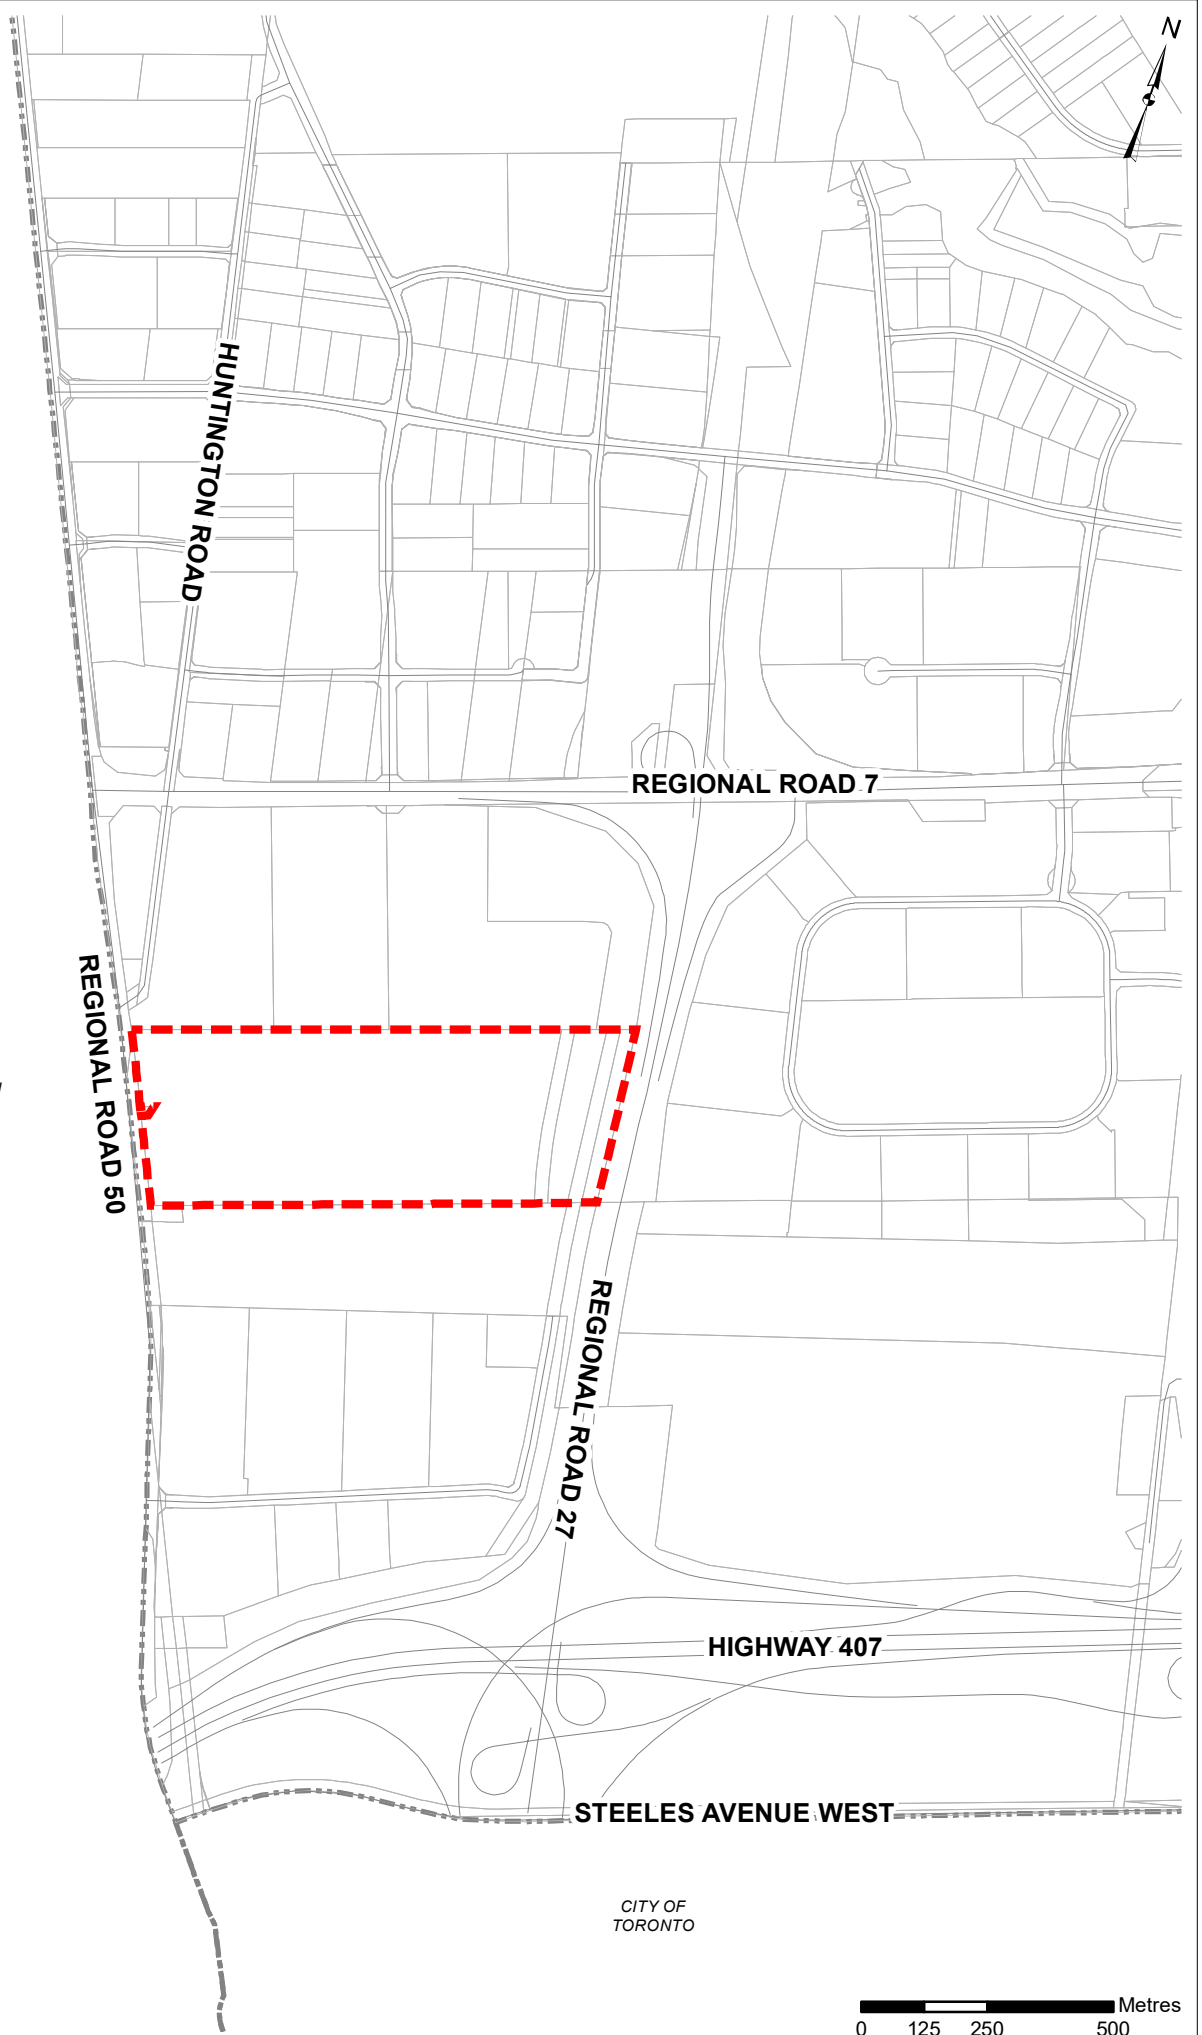 N
HUNTINGTON ROAD
REGIONAL ROAD 7
REGIONAL ROAD 50
REGIONAL ROAD 27
HIGHWAY 407
STEELES AVENUE WEST
CITY OF
TORONTO
Metres
0 125 250 500